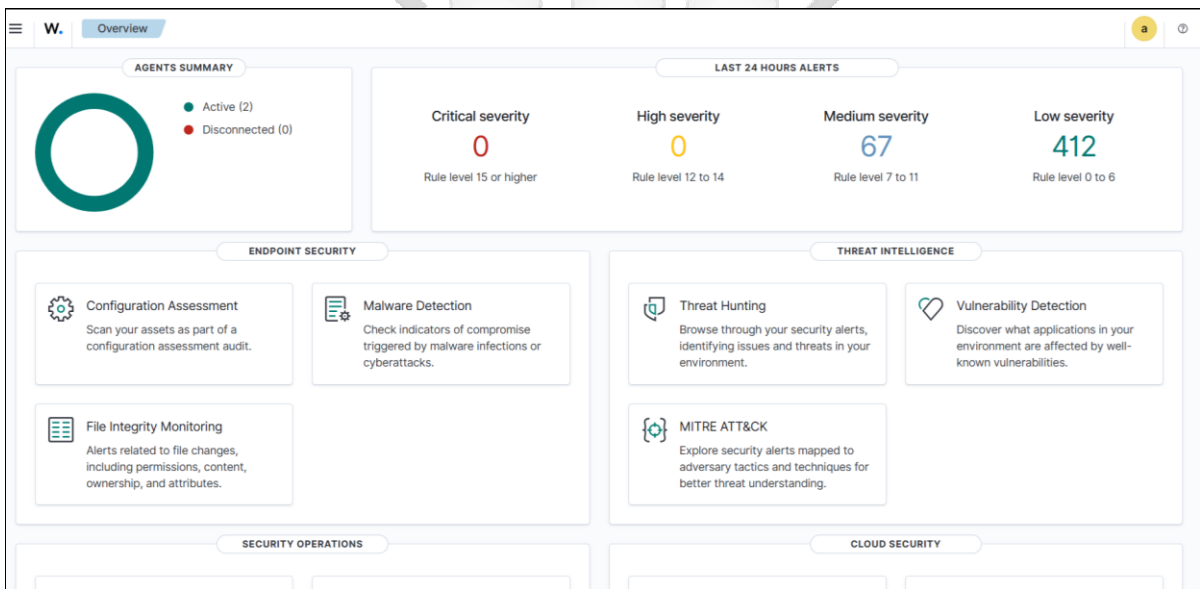 W.
Overview
a
AGENTS SUMMARY
Active (2)
Disconnected (0)
LAST 24 HOURS ALERTS
Critical severity
0
Rule level 15 or higher
High severity
0
Rule level 12 to 14
Medium severity
67
Rule level 7 to 11
Low severity
412
Rule level 0 to 6
ENDPOINT SECURITY
Configuration Assessment
Scan your assets as part of a
configuration assessment audit.
Malware Detection
Check indicators of compromise
triggered by malware infections or
cyberattacks.
File Integrity Monitoring
Alerts related to file changes,
including permissions, content,
ownership, and attributes.
THREAT INTELLIGENCE
Threat Hunting
Browse through your security alerts,
identifying issues and threats in your
environment.
Vulnerability Detection
Discover what applications in your
environment are affected by well-
known vulnerabilities.
MITRE ATT&CK
Explore security alerts mapped to
adversary tactics and techniques for
better threat understanding.
SECURITY OPERATIONS
CLOUD SECURITY